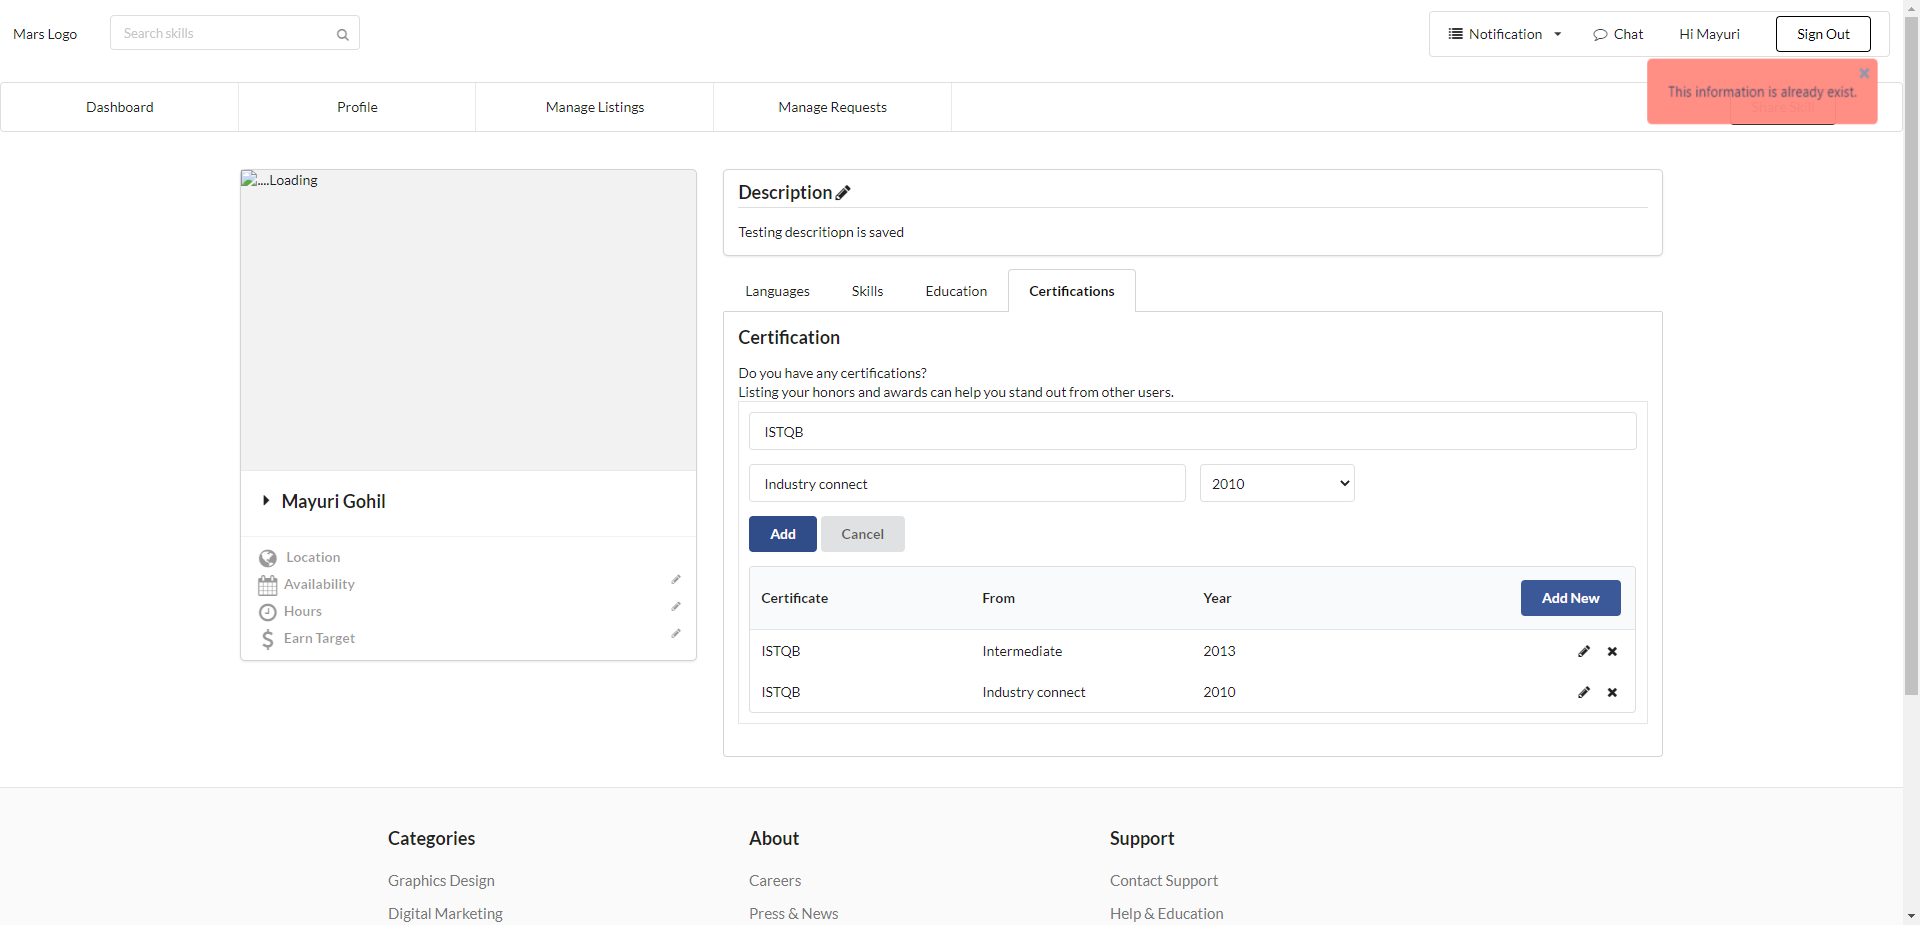 Mars Logo
Search skills
Notification
Chat
Hi Mayuri
Sign Out
This information is already exist.
Dashboard
Profile
Manage Listings
Manage Requests
Share Skill
....Loading
Mayuri Gohil
Location
Availability
Hours
Earn Target
Description
Testing descritiopn is saved
Languages
Skills
Education
Certifications
Certification
Do you have any certifications?
Listing your honors and awards can help you stand out from other users.
ISTQB
Industry connect
2010
Add
Cancel
Certificate From Year Add New
ISTQB Intermediate 2013
ISTQB Industry connect 2010
Categories
Graphics Design
Digital Marketing
About
Careers
Press & News
Support
Contact Support
Help & Education